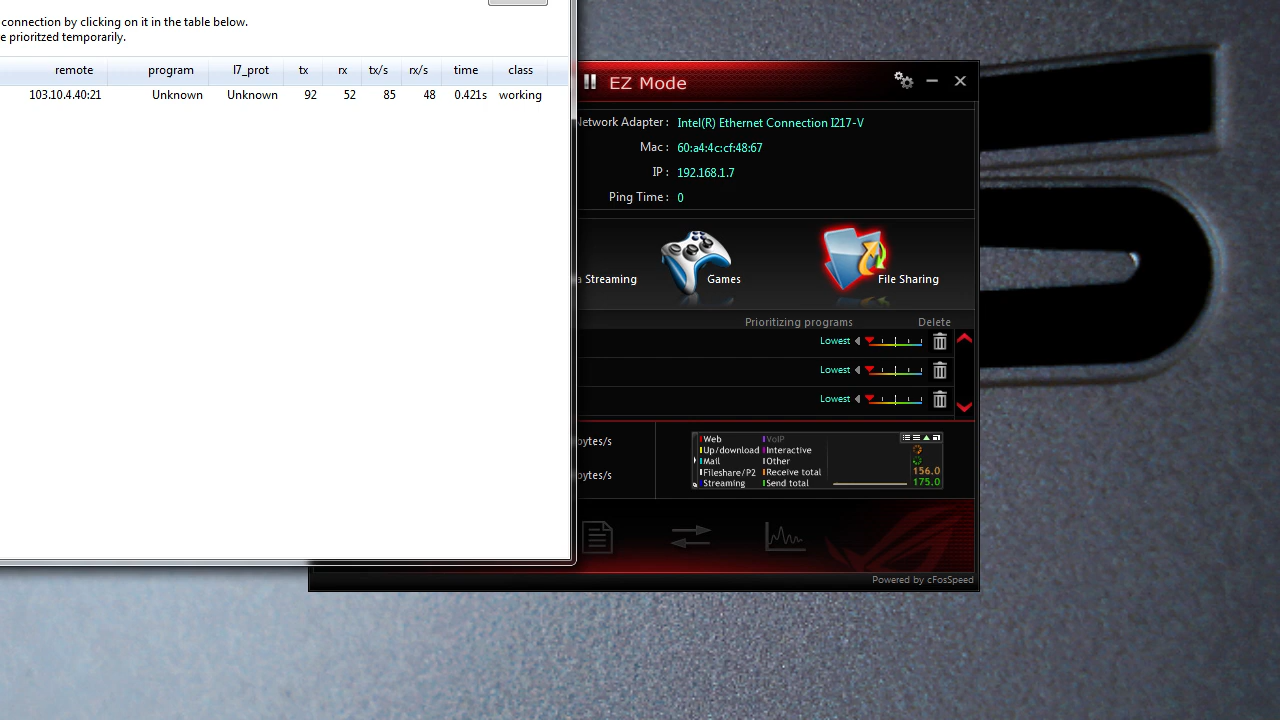 connection by clicking on it in the table below.
e prioritzed temporarily.
remote program l7_prot tx rx tx/s rx/s time class
103.10.4.40:21 Unknown Unknown 92 52 85 48 0.421s working
EZ Mode
Network Adapter : Intel(R) Ethernet Connection I217-V
Mac : 60:a4:4c:cf:48:67
IP : 192.168.1.7
Ping Time : 0
a Streaming Games File Sharing
Prioritizing programs Delete
Lowest
Lowest
Lowest
bytes/s
bytes/s
Web VoIP
Up/download Interactive
Mail Other
Fileshare/P2 Receive total 156.0
Streaming Send total 175.0
Powered by cFosSpeed